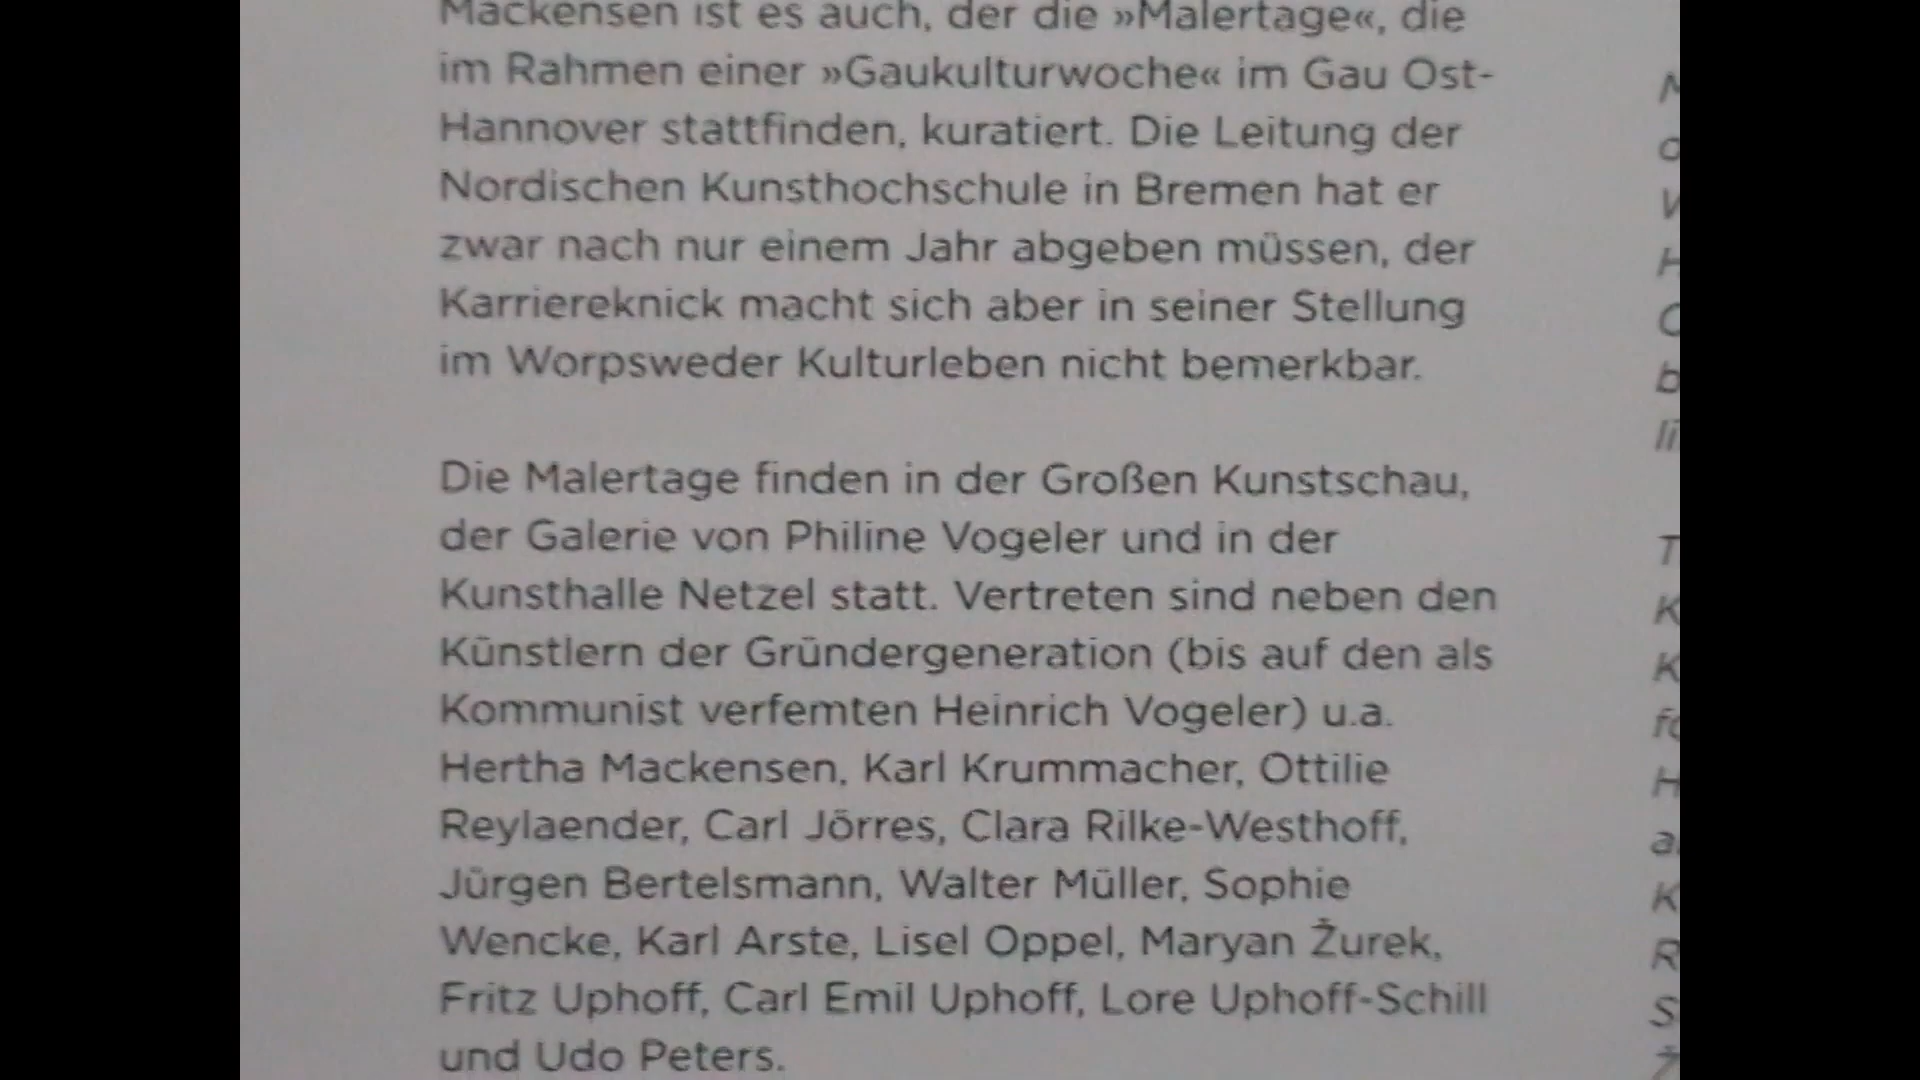 Mackensen ist es auch, der die »Malertage«, die
im Rahmen einer »Gaukulturwoche« im Gau Ost-
Hannover stattfinden, kuratiert. Die Leitung der
Nordischen Kunsthochschule in Bremen hat er
zwar nach nur einem Jahr abgeben müssen, der
Karriereknick macht sich aber in seiner Stellung
im Worpsweder Kulturleben nicht bemerkbar.
Die Malertage finden in der Großen Kunstschau,
der Galerie von Philine Vogeler und in der
Kunsthalle Netzel statt. Vertreten sind neben den
Künstlern der Gründergeneration (bis auf den als
Kommunist verfemten Heinrich Vogeler) u.a.
Hertha Mackensen, Karl Krummacher, Ottilie
Reylaender, Carl Jörres, Clara Rilke-Westhoff,
Jürgen Bertelsmann, Walter Müller, Sophie
Wencke, Karl Arste, Lisel Oppel, Maryan Žurek,
Fritz Uphoff, Carl Emil Uphoff, Lore Uphoff-Schill
und Udo Peters.